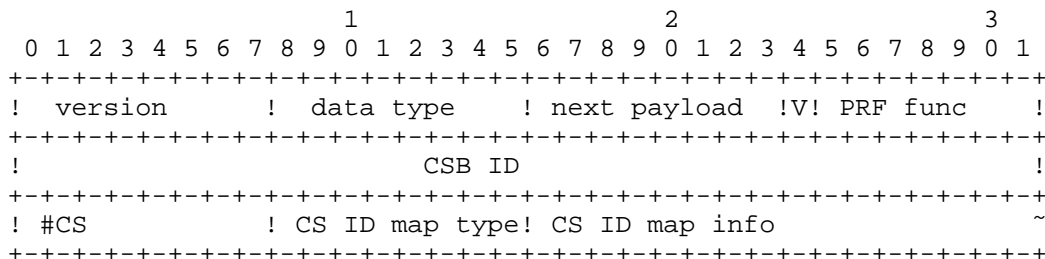 1                   2                   3
 0 1 2 3 4 5 6 7 8 9 0 1 2 3 4 5 6 7 8 9 0 1 2 3 4 5 6 7 8 9 0 1
+-+-+-+-+-+-+-+-+-+-+-+-+-+-+-+-+-+-+-+-+-+-+-+-+-+-+-+-+-+-+-+-+
!  version      !  data type    ! next payload  !V! PRF func    !
+-+-+-+-+-+-+-+-+-+-+-+-+-+-+-+-+-+-+-+-+-+-+-+-+-+-+-+-+-+-+-+-+
!                         CSB ID                                !
+-+-+-+-+-+-+-+-+-+-+-+-+-+-+-+-+-+-+-+-+-+-+-+-+-+-+-+-+-+-+-+-+
! #CS           ! CS ID map type! CS ID map info                ~
+-+-+-+-+-+-+-+-+-+-+-+-+-+-+-+-+-+-+-+-+-+-+-+-+-+-+-+-+-+-+-+-+